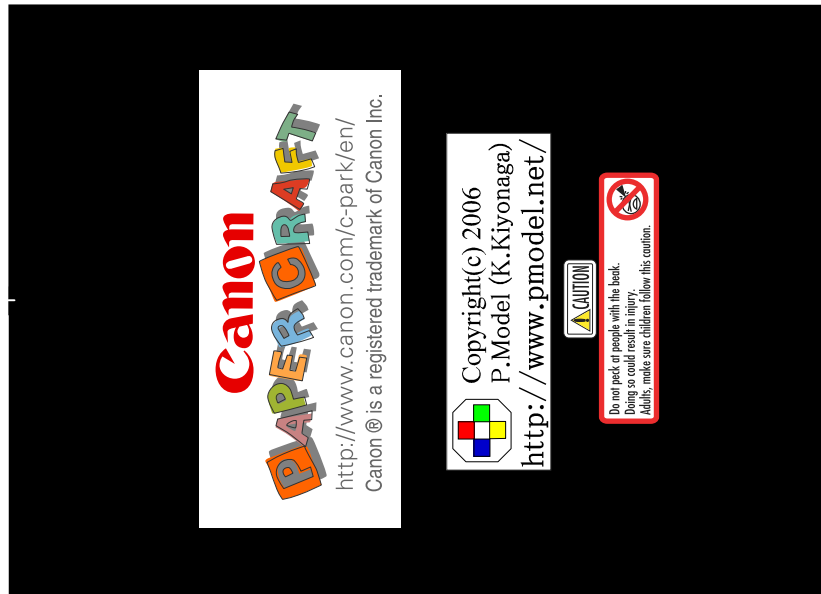 Canon
PAPER CRAFT
http://www.canon.com/c-park/en/
Canon ® is a registered trademark of Canon Inc.
Copyright(c) 2006
P.Model (K.Kiyonaga)
http://www.pmodel.net/
CAUTION
Do not peck at people with the beak.
Doing so could result in injury.
Adults, make sure children follow this caution.